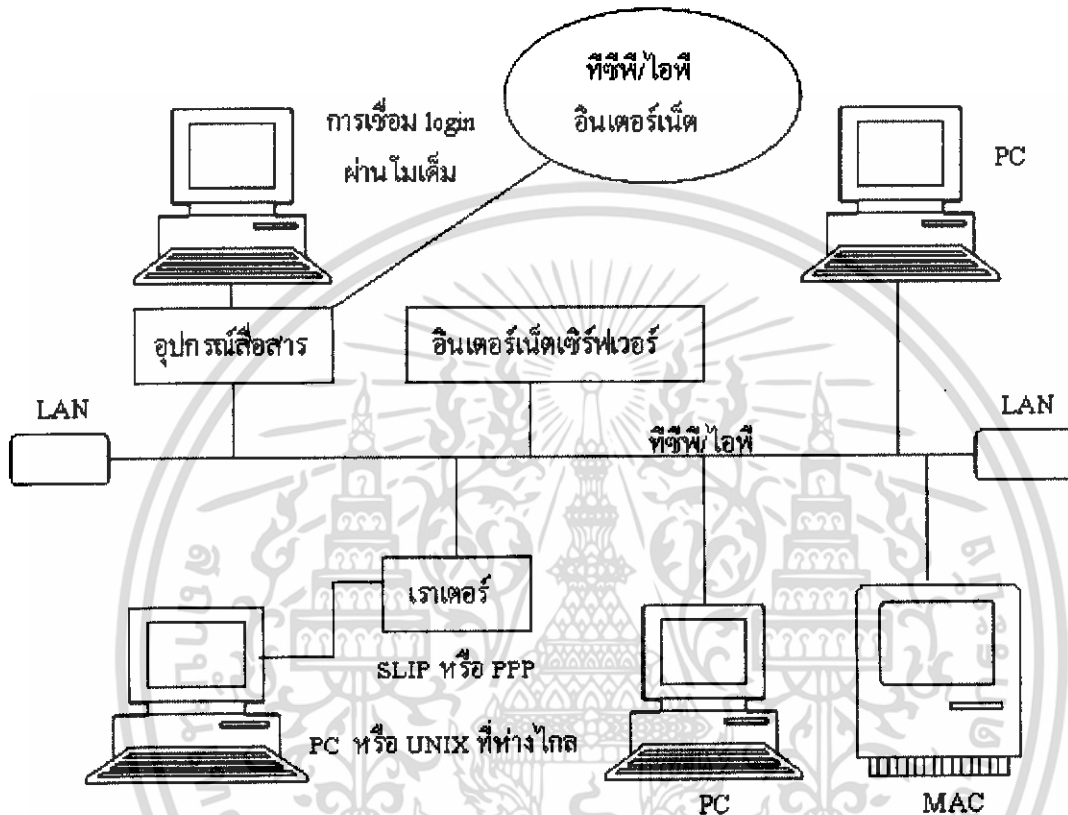 ทีซีพี/ไอพี
อินเตอร์เน็ต
การเชื่อม login
ผ่านโมเด็ม
PC
อุปกรณ์สื่อสาร
อินเตอร์เน็ตเซิร์ฟเวอร์
LAN
LAN
ทีซีพี/ไอพี
เราเตอร์
SLIP หรือ PPP
PC หรือ UNIX ที่ห่างไกล
PC
MAC